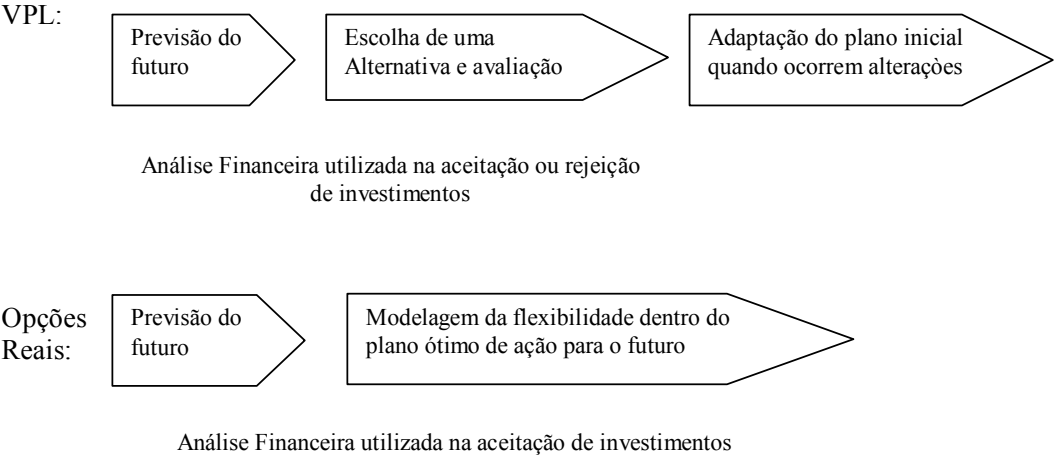 VPL:
Previsão do
futuro
Escolha de uma
Alternativa e avaliação
Adaptação do plano inicial
quando ocorrem alteraçòes
Análise Financeira utilizada na aceitação ou rejeição
de investimentos
Opções
Reais:
Previsão do
futuro
Modelagem da flexibilidade dentro do
plano ótimo de ação para o futuro
Análise Financeira utilizada na aceitação de investimentos